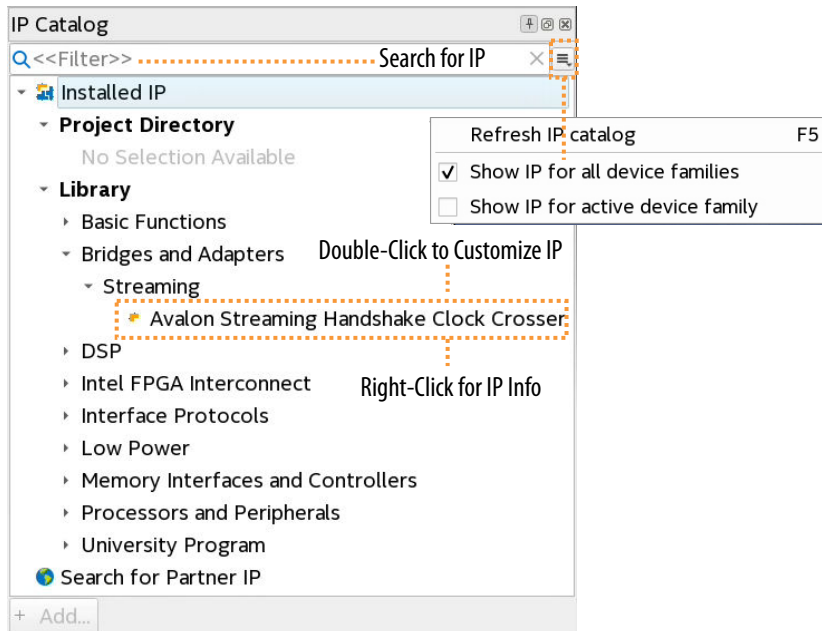 IP Catalog
<<Filter>>
Search for IP
Installed IP
Project Directory
No Selection Available
Refresh IP catalog F5
Show IP for all device families
Show IP for active device family
Library
Basic Functions
Bridges and Adapters
Double-Click to Customize IP
Streaming
Avalon Streaming Handshake Clock Crosser
DSP
Intel FPGA Interconnect
Right-Click for IP Info
Interface Protocols
Low Power
Memory Interfaces and Controllers
Processors and Peripherals
University Program
Search for Partner IP
+ Add...